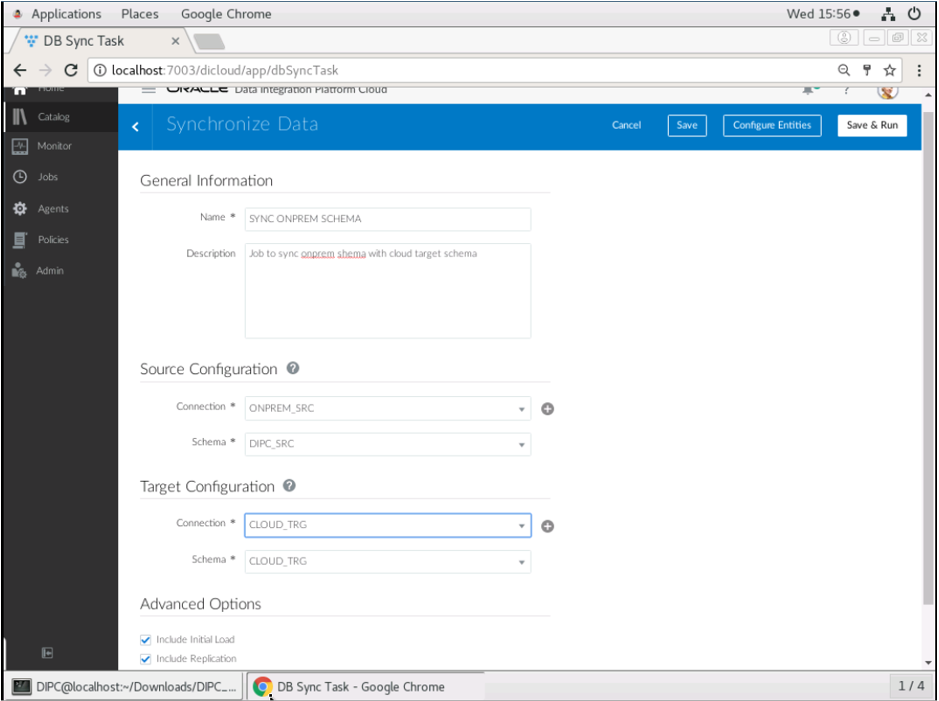 Applications Places Google Chrome Wed 15:56
DB Sync Task
localhost:7003/dicloud/app/dbSyncTask
Home
ORACLE Data Integration Platform Cloud
Catalog
Synchronize Data
Cancel Save Configure Entities Save & Run
Monitor
Jobs
Agents
Policies
Admin
General Information
Name * SYNC ONPREM SCHEMA
Description Job to sync onprem shema with cloud target schema
Source Configuration ?
Connection * ONPREM_SRC
Schema * DIPC_SRC
Target Configuration ?
Connection * CLOUD_TRG
Schema * CLOUD_TRG
Advanced Options
Include Initial Load
Include Replication
DIPC@localhost:~/Downloads/DIPC_... DB Sync Task - Google Chrome 1 / 4